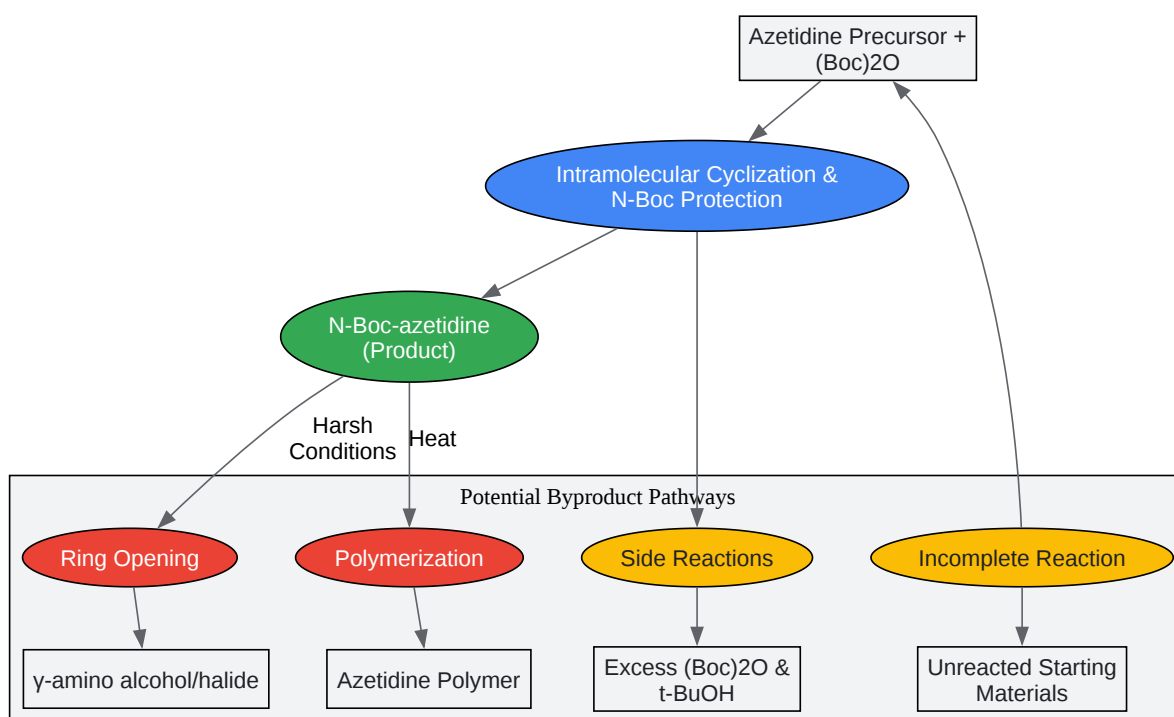 Azetidine Precursor +
(Boc)2O
Intramolecular Cyclization &
N-Boc Protection
N-Boc-azetidine
(Product)
Harsh
Conditions
Heat
Potential Byproduct Pathways
Ring Opening
Polymerization
Side Reactions
Incomplete Reaction
γ-amino alcohol/halide
Azetidine Polymer
Excess (Boc)2O &
t-BuOH
Unreacted Starting
Materials